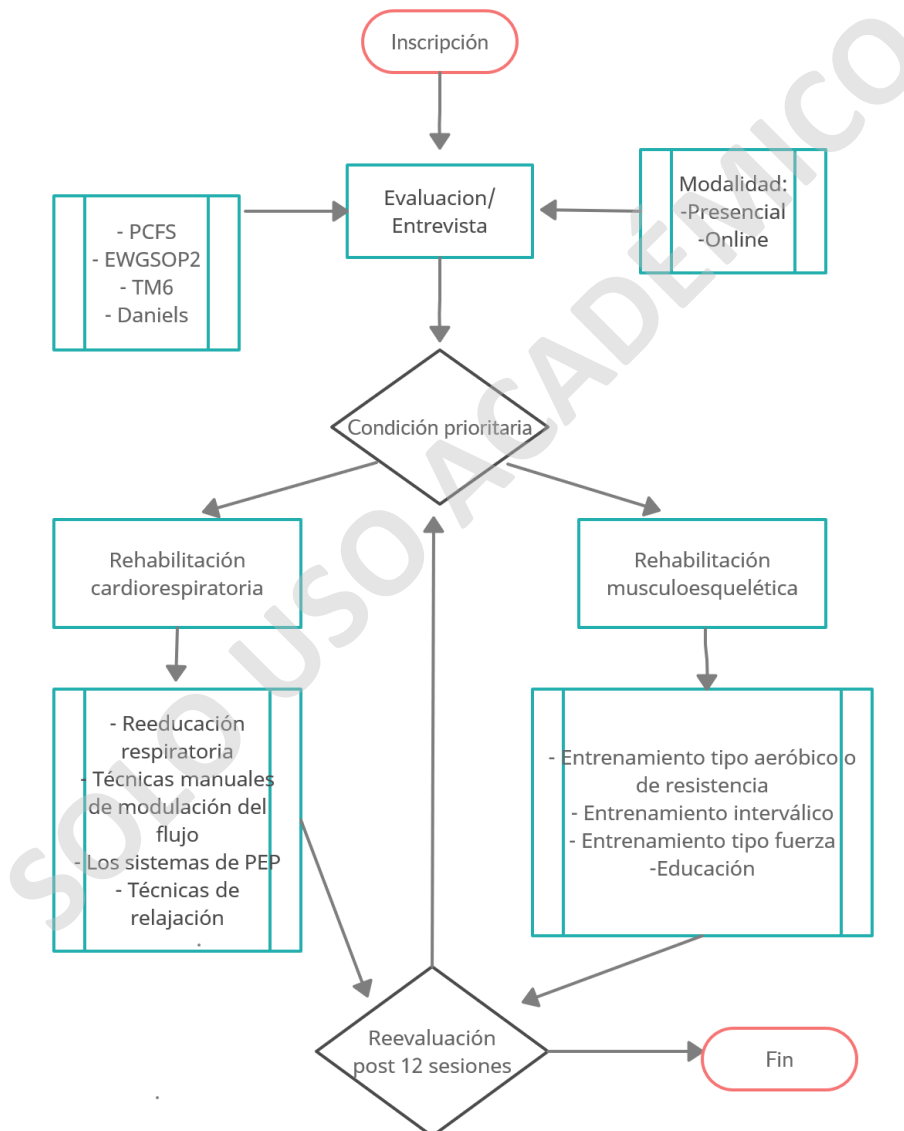 Inscripción
Evaluacion/
Entrevista
- PCFS
- EWGSOP2
- TM6
- Daniels
Modalidad:
-Presencial
-Online
Condición prioritaria
Rehabilitación
cardiorespiratoria
Rehabilitación
musculoesquelética
- Reeducación
respiratoria
- Técnicas manuales
de modulación del
flujo
- Los sistemas de PEP
- Técnicas de
relajación
- Entrenamiento tipo aeróbico o
de resistencia
- Entrenamiento interválico
- Entrenamiento tipo fuerza
-Educación
Reevaluación
post 12 sesiones
Fin
SOLO USO ACADÉMICO